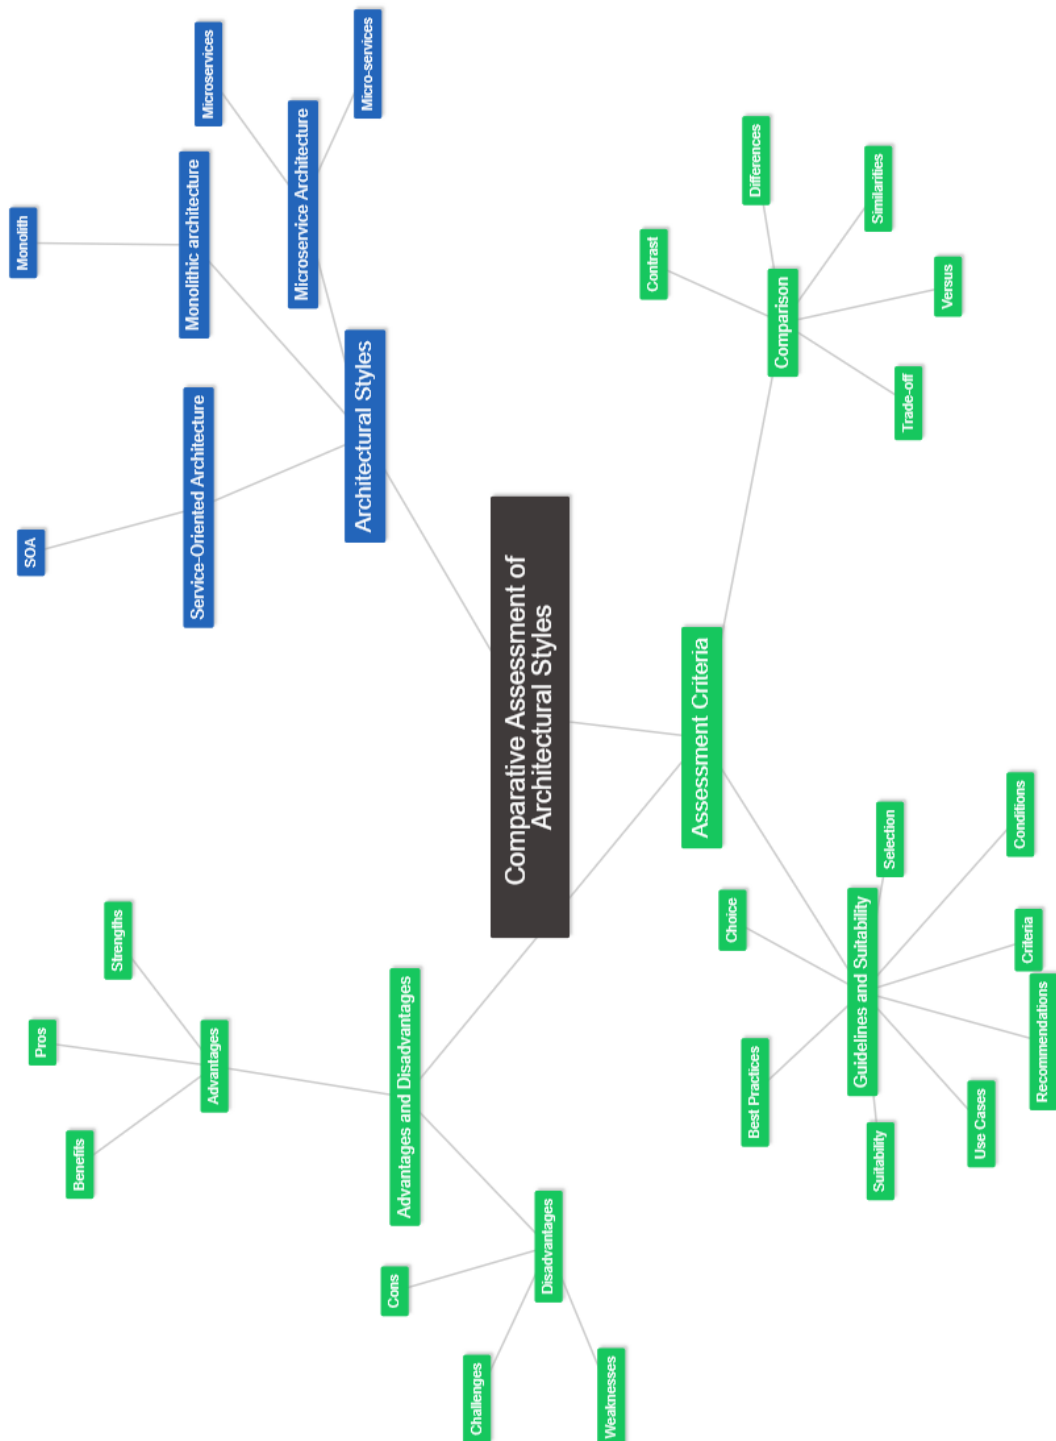 Comparative Assessment of
Architectural Styles
Architectural Styles
Service-Oriented Architecture
SOA
Monolithic architecture
Monolith
Microservice Architecture
Microservices
Micro-services
Assessment Criteria
Comparison
Contrast
Differences
Similarities
Versus
Trade-off
Guidelines and Suitability
Choice
Selection
Conditions
Criteria
Recommendations
Use Cases
Suitability
Best Practices
Advantages and Disadvantages
Advantages
Strengths
Pros
Benefits
Disadvantages
Cons
Challenges
Weaknesses